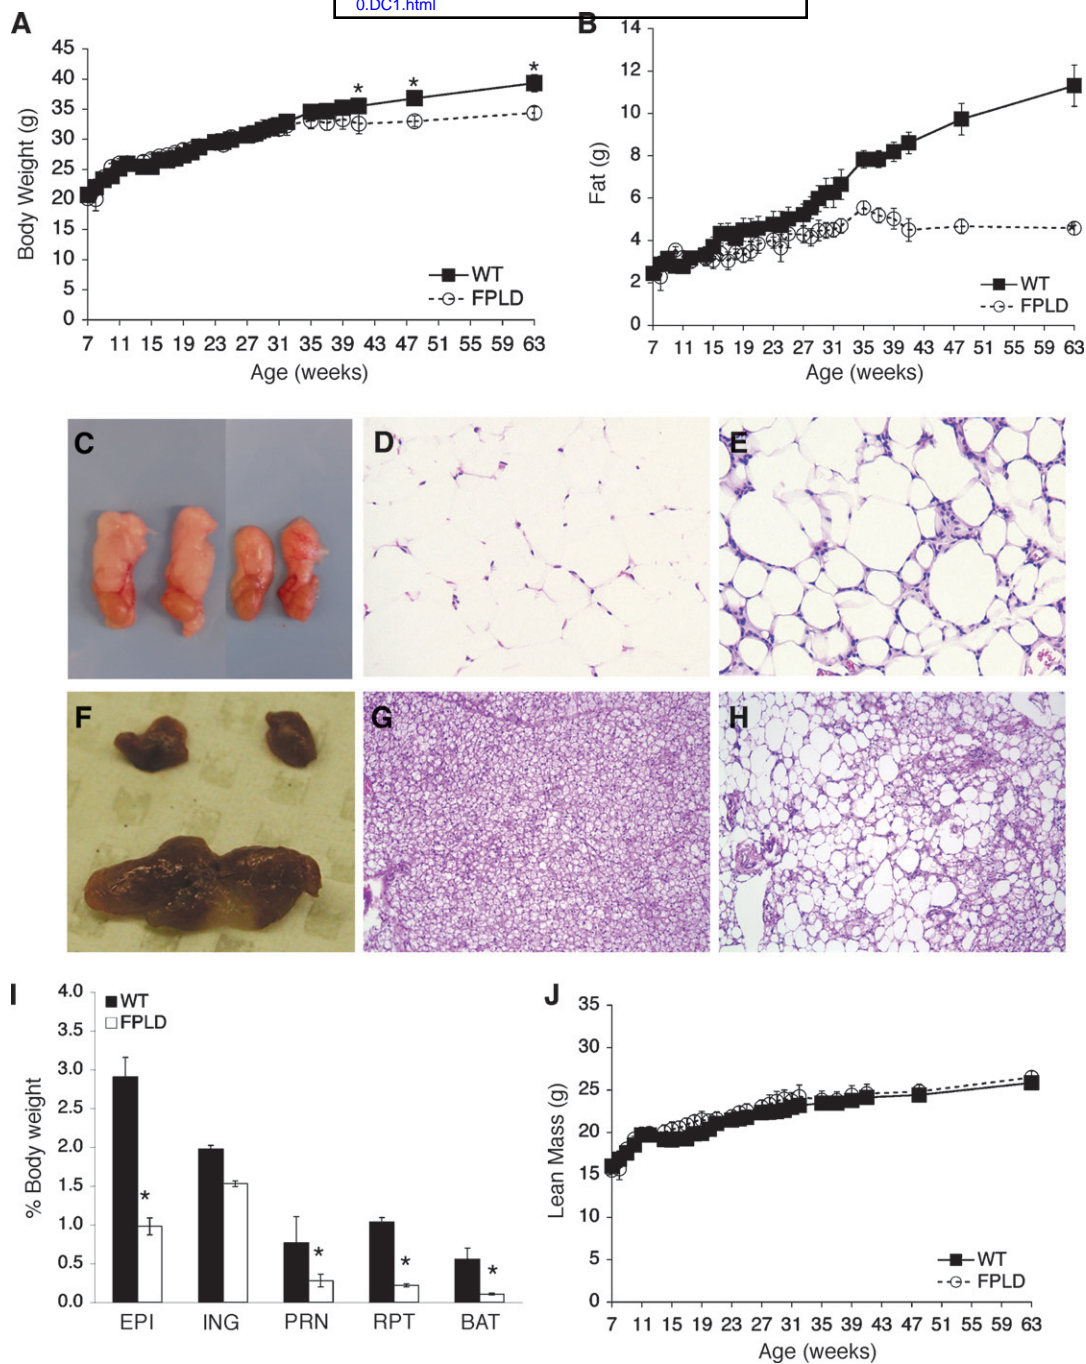 0.DC1.html
A
B
45
40
35
30
25
20
15
10
5
0
Body Weight (g)
* * *
WT
FPLD
7 11 15 19 23 27 31 35 39 43 47 51 55 59 63
Age (weeks)
14
12
10
8
6
4
2
0
Fat (g)
WT
FPLD
7 11 15 19 23 27 31 35 39 43 47 51 55 59 63
Age (weeks)
C
D
E
F
G
H
I
4.0
3.5
3.0
2.5
2.0
1.5
1.0
0.5
0.0
% Body weight
WT
FPLD
* * * *
EPI ING PRN RPT BAT
J
35
30
25
20
15
10
5
0
Lean Mass (g)
WT
FPLD
7 11 15 19 23 27 31 35 39 43 47 51 55 59 63
Age (weeks)